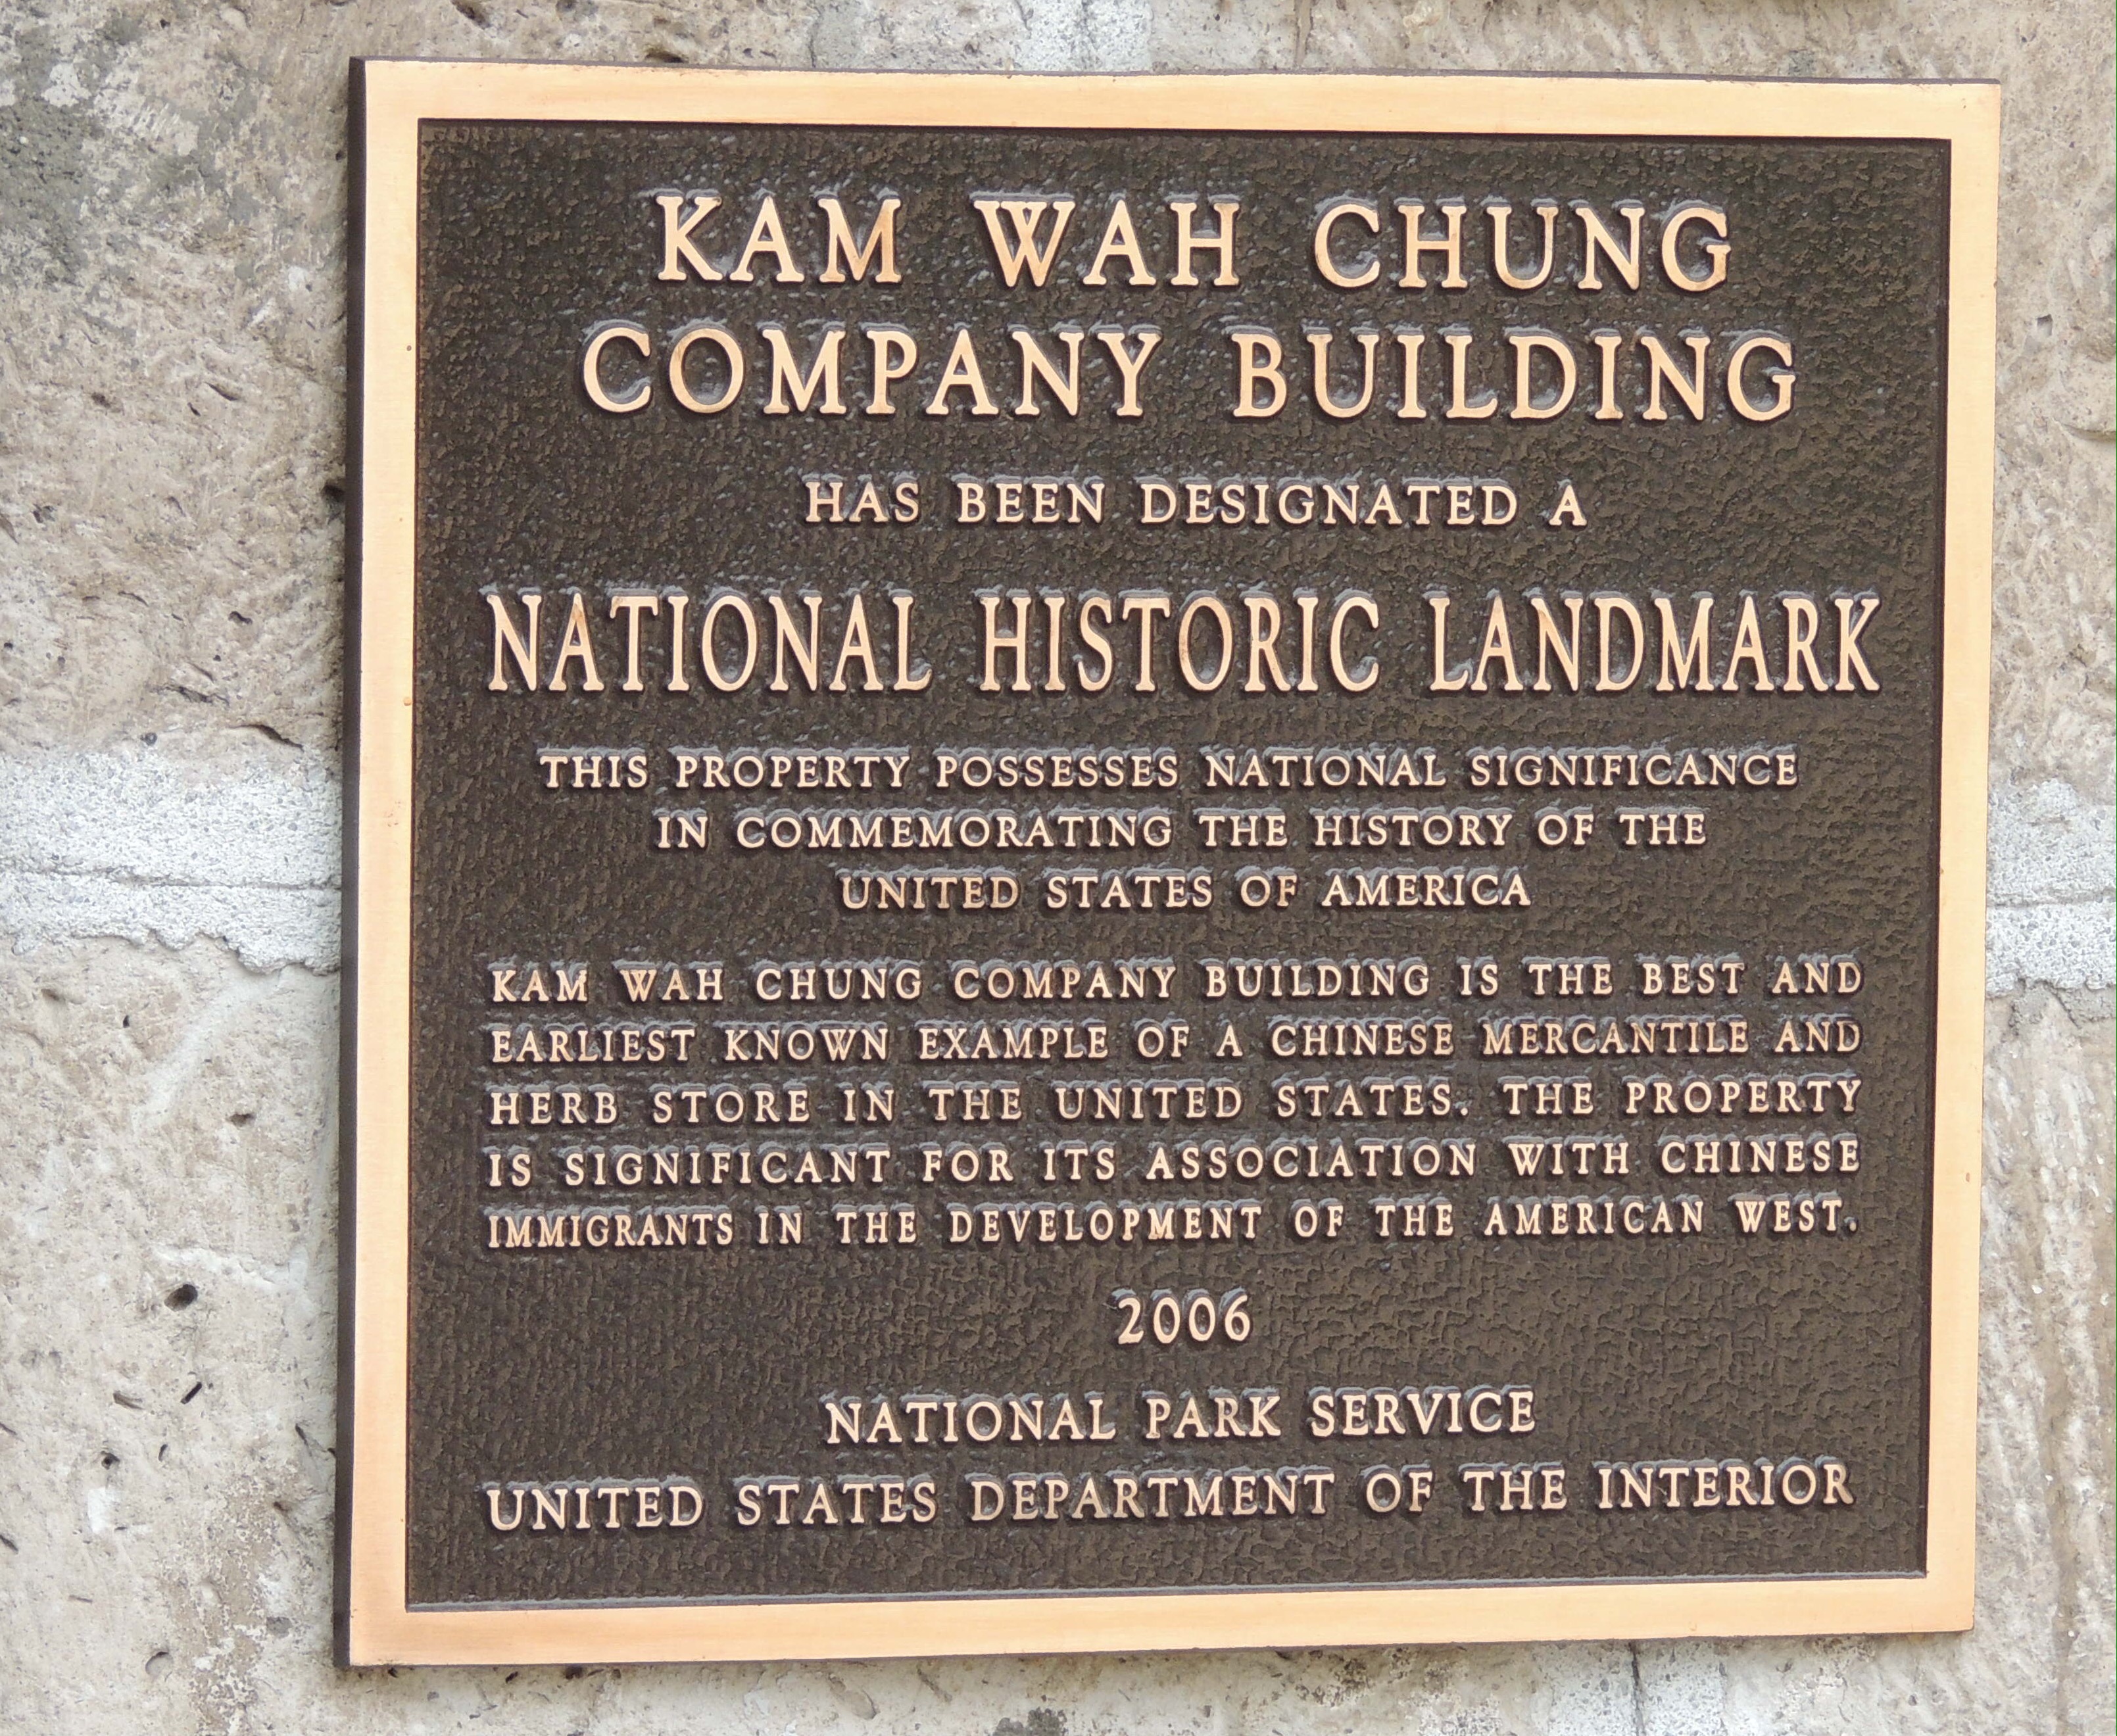 KAM WAH CHUNG
COMPANY BUILDING
HAS BEEN DESIGNATED A
NATIONAL HISTORIC LANDMARK
THIS PROPERTY POSSESSES NATIONAL SIGNIFICANCE
IN COMMEMORATING THE HISTORY OF THE
UNITED STATES OF AMERICA
KAM WAH CHUNG COMPANY BUILDING IS THE BEST AND
EARLIEST KNOWN EXAMPLE OF A CHINESE MERCANTILE AND
HERB STORE IN THE UNITED STATES. THE PROPERTY
IS SIGNIFICANT FOR ITS ASSOCIATION WITH CHINESE
IMMIGRANTS IN THE DEVELOPMENT OF THE AMERICAN WEST.
2006
NATIONAL PARK SERVICE
UNITED STATES DEPARTMENT OF THE INTERIOR